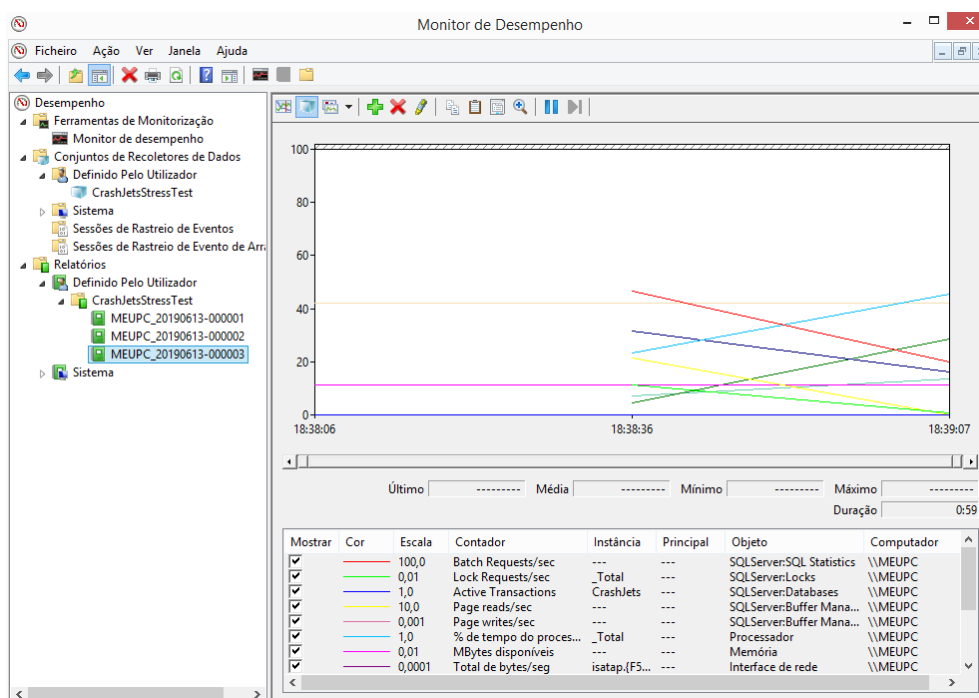 Monitor de Desempenho
Ficheiro Ação Ver Janela Ajuda
Desempenho
Ferramentas de Monitorização
Monitor de desempenho
Conjuntos de Recoletores de Dados
Definido Pelo Utilizador
CrashJetsStressTest
Sistema
Sessões de Rastreio de Eventos
Sessões de Rastreio de Evento de Arra
Relatórios
Definido Pelo Utilizador
CrashJetsStressTest
MEUPC_20190613-000001
MEUPC_20190613-000002
MEUPC_20190613-000003
Sistema
100
80
60
40
20
0
18:38:06 18:38:36 18:39:07
Último --------- Média --------- Mínimo --------- Máximo ---------
Duração 0:59
Mostrar Cor Escala Contador Instância Principal Objeto Computador
100,0 Batch Requests/sec --- --- SQLServer:SQL Statistics \\MEUPC
0,01 Lock Requests/sec _Total --- SQLServer:Locks \\MEUPC
1,0 Active Transactions CrashJets --- SQLServer:Databases \\MEUPC
10,0 Page reads/sec --- --- SQLServer:Buffer Mana... \\MEUPC
0,001 Page writes/sec --- --- SQLServer:Buffer Mana... \\MEUPC
1,0 % de tempo do proces... _Total --- Processador \\MEUPC
0,01 MBytes disponíveis --- --- Memória \\MEUPC
0,0001 Total de bytes/seg isatap.{F5... --- Interface de rede \\MEUPC